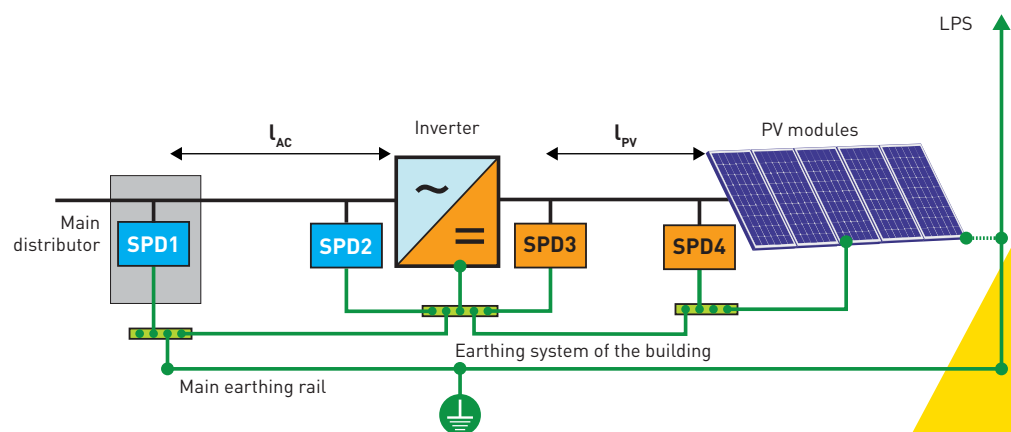 LPS
l_AC
Inverter
l_PV
PV modules
Main
distributor
SPD1
SPD2
SPD3
SPD4
Earthing system of the building
Main earthing rail